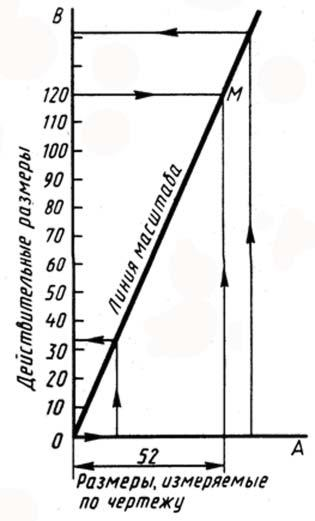 B
120
100
90
80
70
60
50
40
30
20
10
0
Действительные размеры
Линия масштаба
M
A
52
Размеры, измеряемые
по чертежу